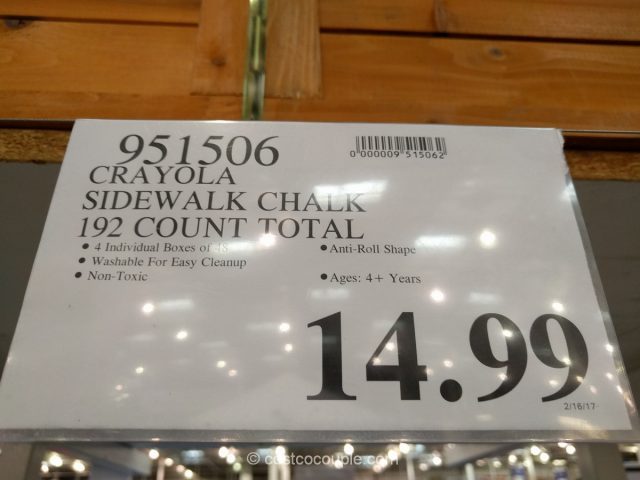 951506
0"000009"515062"
CRAYOLA
SIDEWALK CHALK
192 COUNT TOTAL
• 4 Individual Boxes of 48
• Anti-Roll Shape
• Washable For Easy Cleanup
• Non-Toxic
• Ages: 4+ Years
14.99
2/16/17
© costcocouple.com